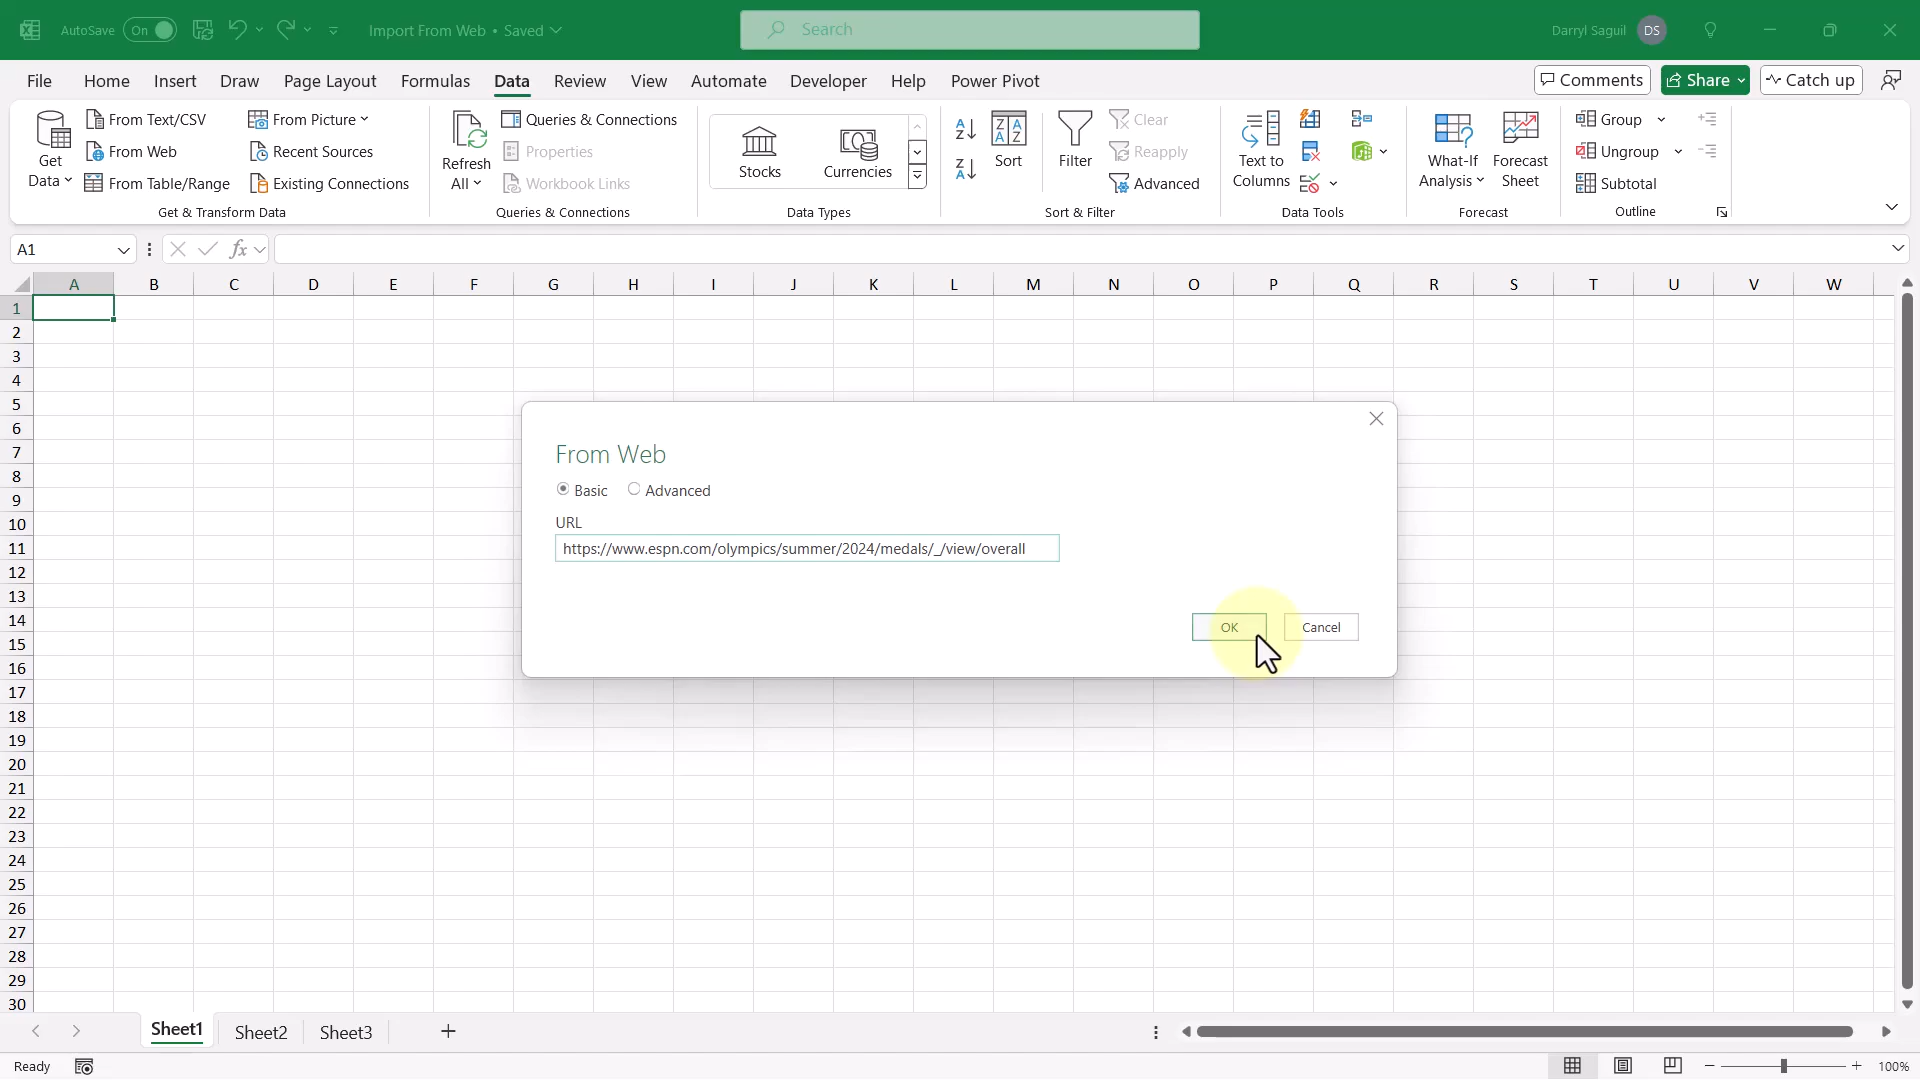 AutoSave On Import From Web • Saved Search Darryl Saguil DS
File Home Insert Draw Page Layout Formulas Data Review View Automate Developer Help Power Pivot Comments Share Catch up
Get Data
From Text/CSV
From Web
From Table/Range
From Picture
Recent Sources
Existing Connections
Get & Transform Data
Refresh All
Queries & Connections
Properties
Workbook Links
Queries & Connections
Stocks
Currencies
Data Types
Sort
Filter
Clear
Reapply
Advanced
Sort & Filter
Text to Columns
Data Tools
What-If Analysis
Forecast Sheet
Forecast
Group
Ungroup
Subtotal
Outline
A1 fx
A B C D E F G H I J K L M N O P Q R S T U V W
1
2
3
4
5
6
7
8
9
10
11
12
13
14
15
16
17
18
19
20
21
22
23
24
25
26
27
28
29
30
From Web
Basic Advanced
URL
https://www.espn.com/olympics/summer/2024/medals/_/view/overall
OK Cancel
Sheet1 Sheet2 Sheet3
Ready 100%